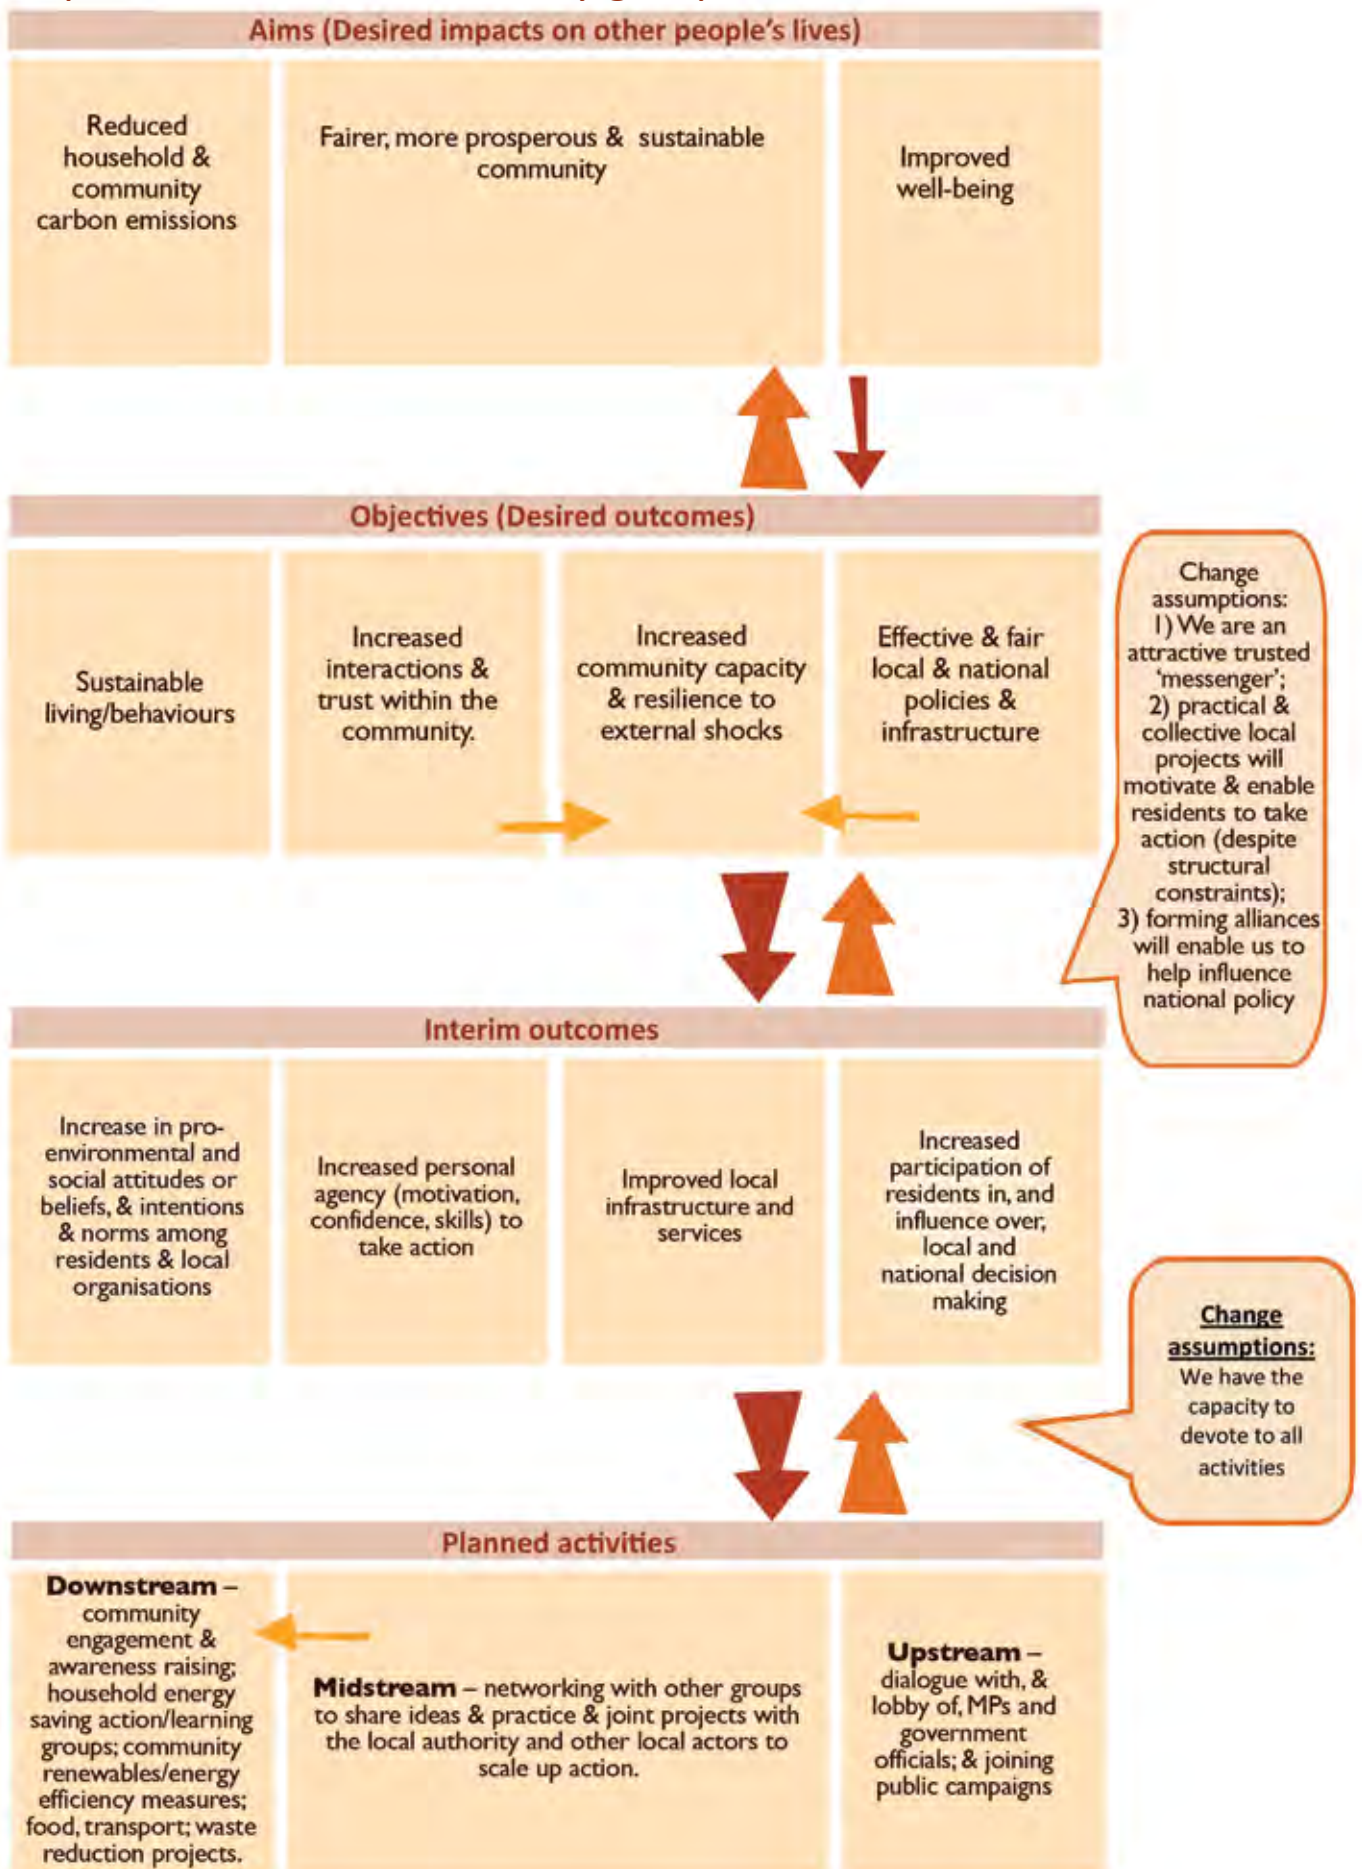 Aims (Desired impacts on other people's lives)
Reduced
household &
community
carbon emissions
Fairer, more prosperous & sustainable
community
Improved
well-being
Objectives (Desired outcomes)
Sustainable
living/behaviours
Increased
interactions &
trust within the
community.
Increased
community capacity
& resilience to
external shocks
Effective & fair
local & national
policies &
infrastructure
Change
assumptions:
1) We are an
attractive trusted
'messenger';
2) practical &
collective local
projects will
motivate & enable
residents to take
action (despite
structural
constraints);
3) forming alliances
will enable us to
help influence
national policy
Interim outcomes
Increase in pro-
environmental and
social attitudes or
beliefs, & intentions
& norms among
residents & local
organisations
Increased personal
agency (motivation,
confidence, skills) to
take action
Improved local
infrastructure and
services
Increased
participation of
residents in, and
influence over,
local and
national decision
making
Change
assumptions:
We have the
capacity to
devote to all
activities
Planned activities
Downstream –
community
engagement &
awareness raising;
household energy
saving action/learning
groups; community
renewables/energy
efficiency measures;
food, transport; waste
reduction projects.
Midstream – networking with other groups
to share ideas & practice & joint projects with
the local authority and other local actors to
scale up action.
Upstream –
dialogue with, &
lobby of, MPs and
government
officials; & joining
public campaigns